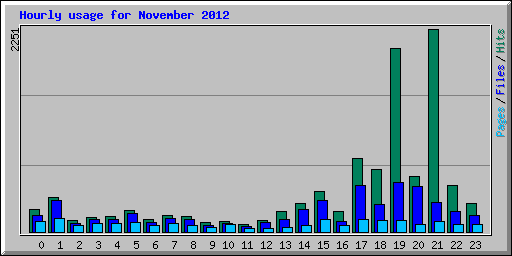 Hourly usage for November 2012
2251
Pages/Files/Hits
0 1 2 3 4 5 6 7 8 9 10 11 12 13 14 15 16 17 18 19 20 21 22 23